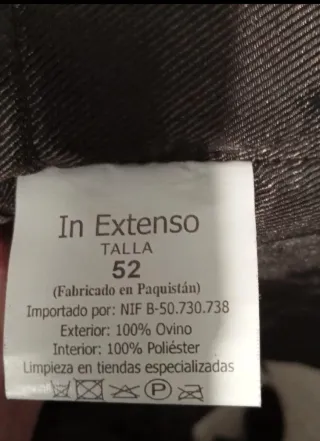 In Extenso
TALLA
52
(Fabricado en Paquistán)
Importado por: NIF B-50.730.738
Exterior: 100% Ovino
Interior: 100% Poliéster
Limpieza en tiendas especializadas
P